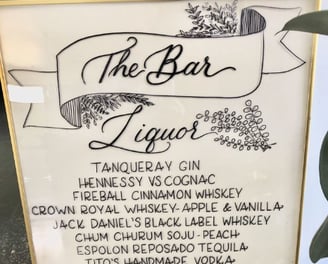 The Bar
Liquor
TANQUERAY GIN
HENNESSY VS COGNAC
FIREBALL CINNAMON WHISKEY
CROWN ROYAL WHISKEY-APPLE & VANILLA
JACK DANIEL'S BLACK LABEL WHISKEY
CHUM CHURUM SOJU - PEACH
ESPOLON REPOSADO TEQUILA
TITO'S HANDMADE VODKA